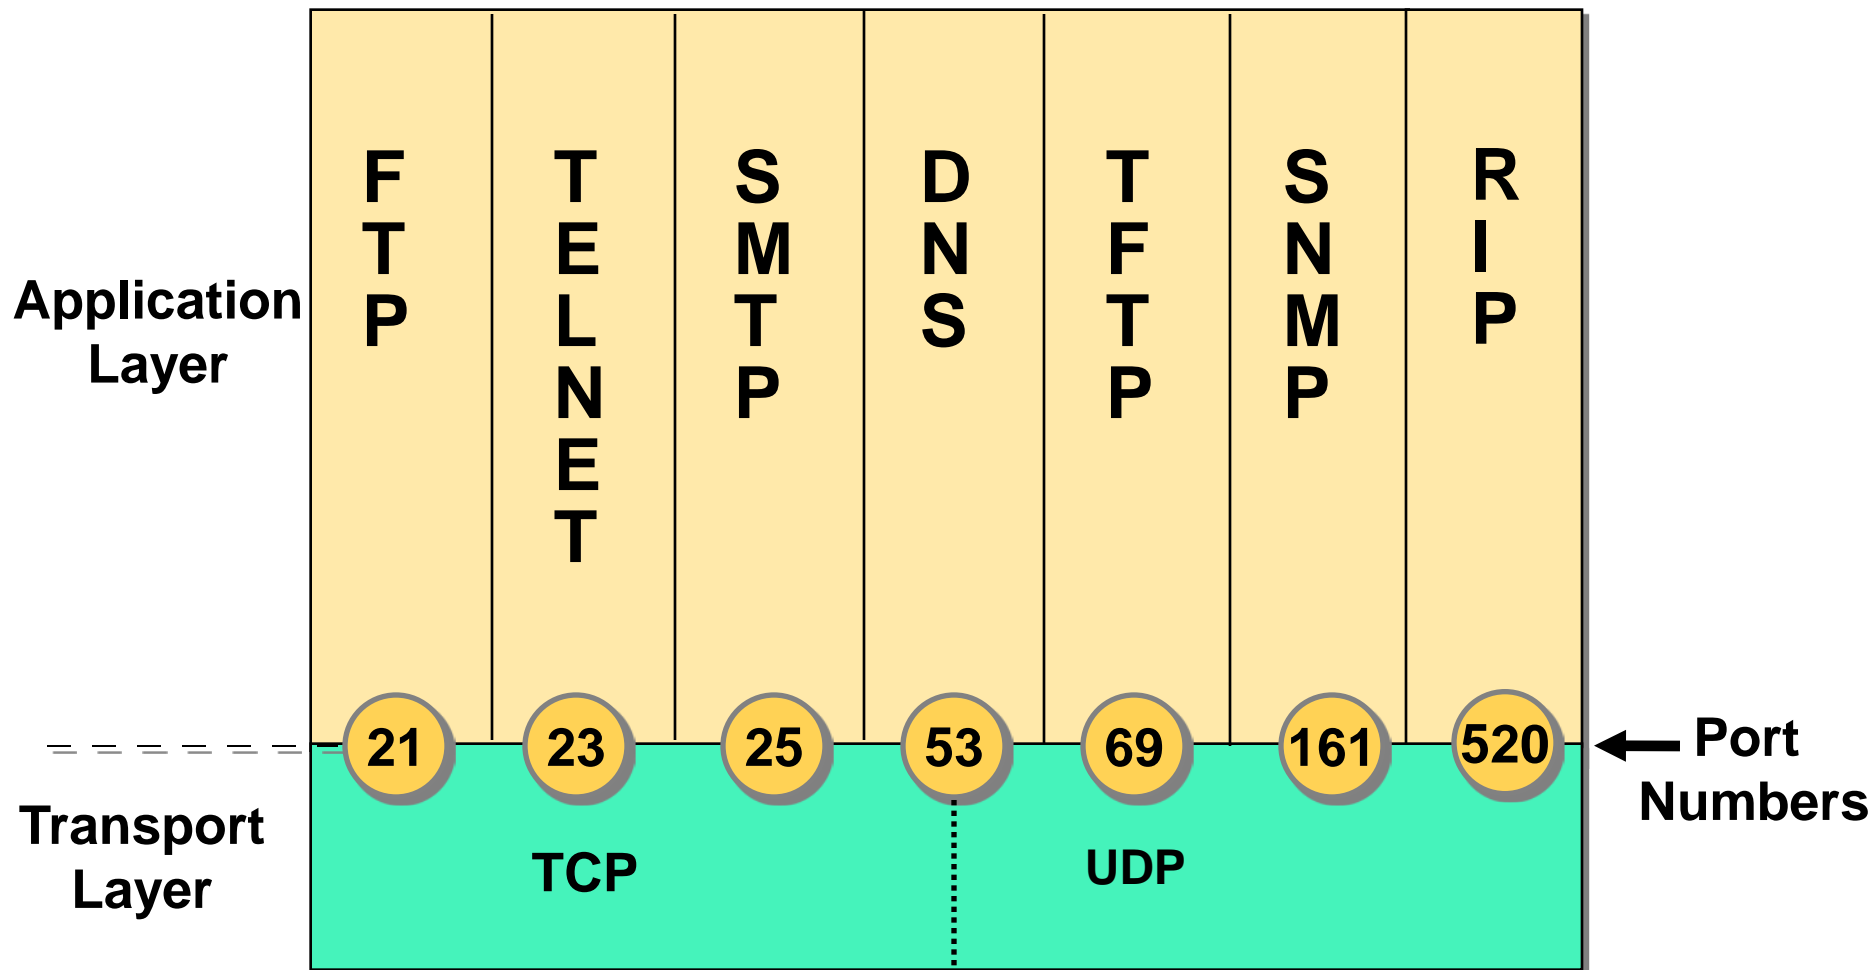 FTP
TELNET
SMTP
DNS
TFTP
SNMP
RIP
Application
Layer
21 23 25 53 69 161 520
Port
Numbers
Transport
Layer
TCP UDP